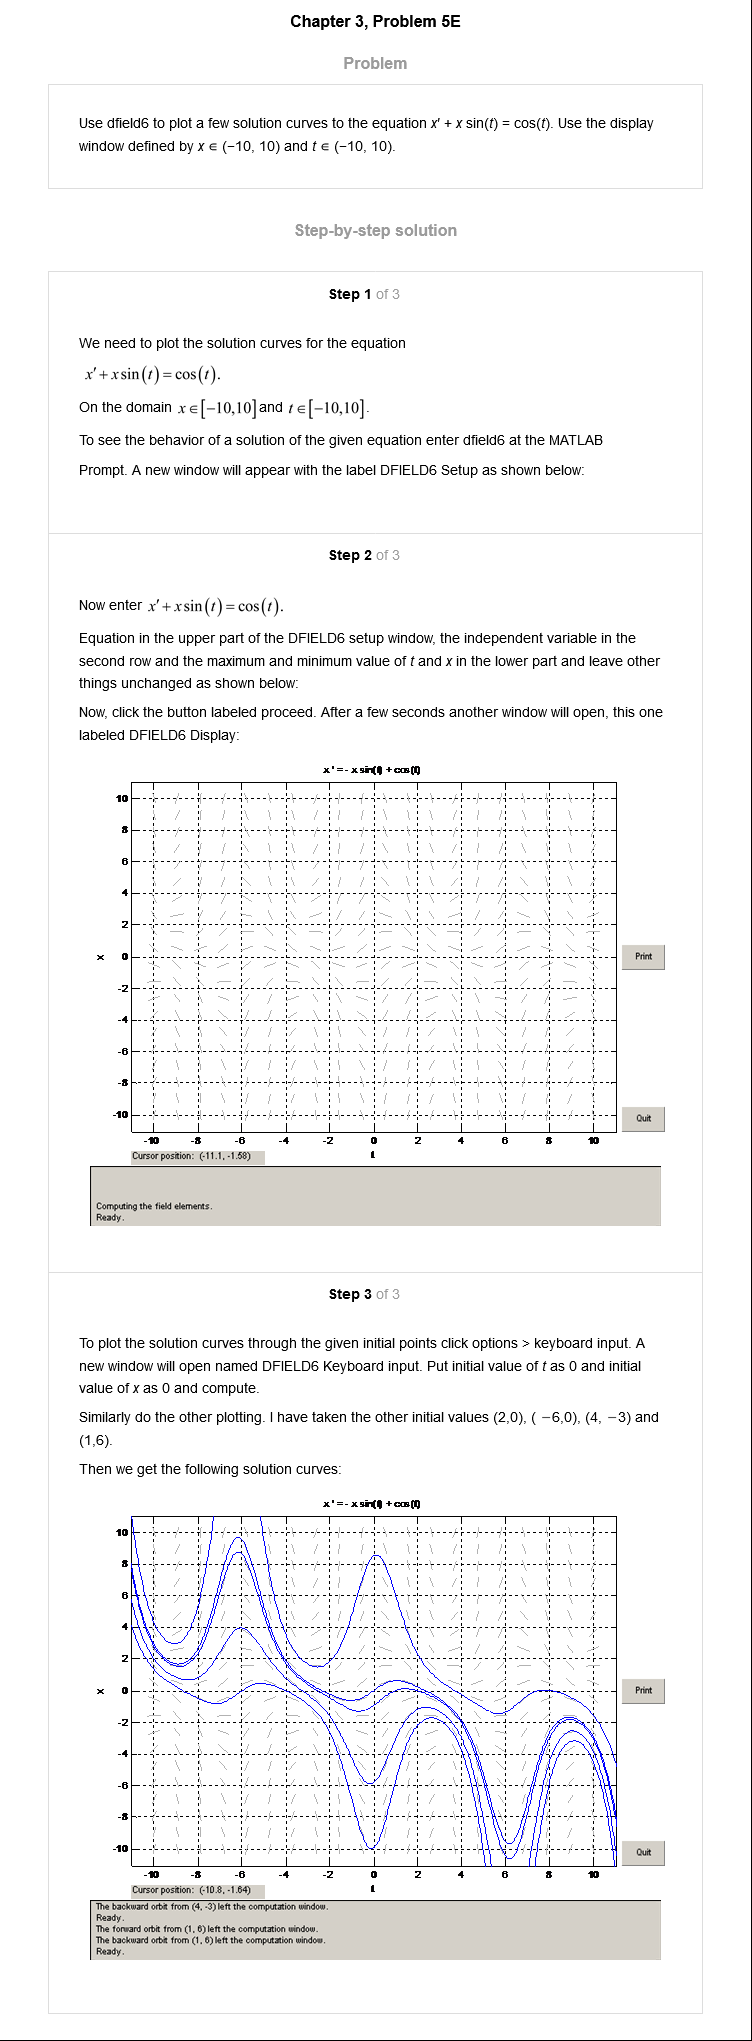 Chapter 3, Problem 5E
Problem
Use dfield6 to plot a few solution curves to the equation x′ + x sin(t) = cos(t). Use the display
window defined by x ∈ (−10, 10) and t ∈ (−10, 10).
Step-by-step solution
Step 1 of 3
We need to plot the solution curves for the equation
x′ + x sin(t) = cos(t).
On the domain x ∈ [−10,10] and t ∈ [−10,10].
To see the behavior of a solution of the given equation enter dfield6 at the MATLAB
Prompt. A new window will appear with the label DFIELD6 Setup as shown below:
Step 2 of 3
Now enter x′ + x sin(t) = cos(t).
Equation in the upper part of the DFIELD6 setup window, the independent variable in the
second row and the maximum and minimum value of t and x in the lower part and leave other
things unchanged as shown below:
Now, click the button labeled proceed. After a few seconds another window will open, this one
labeled DFIELD6 Display:
x ' = - x sin(t) + cos(t)
10
8
6
4
2
x
0
Print
-2
-4
-6
-8
-10
Quit
-10 -8 -6 -4 -2 0 2 4 6 8 10
Cursor position: (-11.1, -1.58)
t
Computing the field elements.
Ready.
Step 3 of 3
To plot the solution curves through the given initial points click options > keyboard input. A
new window will open named DFIELD6 Keyboard input. Put initial value of t as 0 and initial
value of x as 0 and compute.
Similarly do the other plotting. I have taken the other initial values (2,0), ( −6,0), (4, −3) and
(1,6).
Then we get the following solution curves:
x ' = - x sin(t) + cos(t)
10
8
6
4
2
x
0
Print
-2
-4
-6
-8
-10
Quit
-10 -8 -6 -4 -2 0 2 4 6 8 10
Cursor position: (-10.8, -1.64)
t
The backward orbit from (4, -3) left the computation window.
Ready.
The forward orbit from (1, 6) left the computation window.
The backward orbit from (1, 6) left the computation window.
Ready.